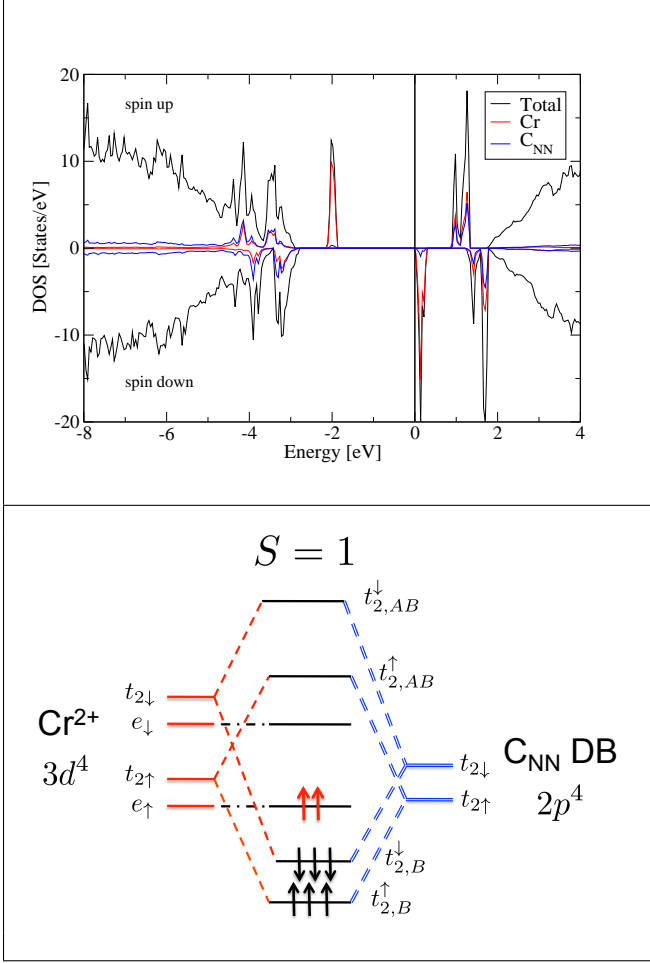 20
10
0
-10
-20
DOS [States/eV]
spin up
spin down
Total
Cr
C_NN
-8 -6 -4 -2 0 2 4
Energy [eV]
S = 1
t↓2,AB
t↑2,AB
t2↓
e↓
Cr2+
t2↑
3d4
e↑
t2↓
C_NN DB
t2↑
2p4
t↓2,B
t↑2,B